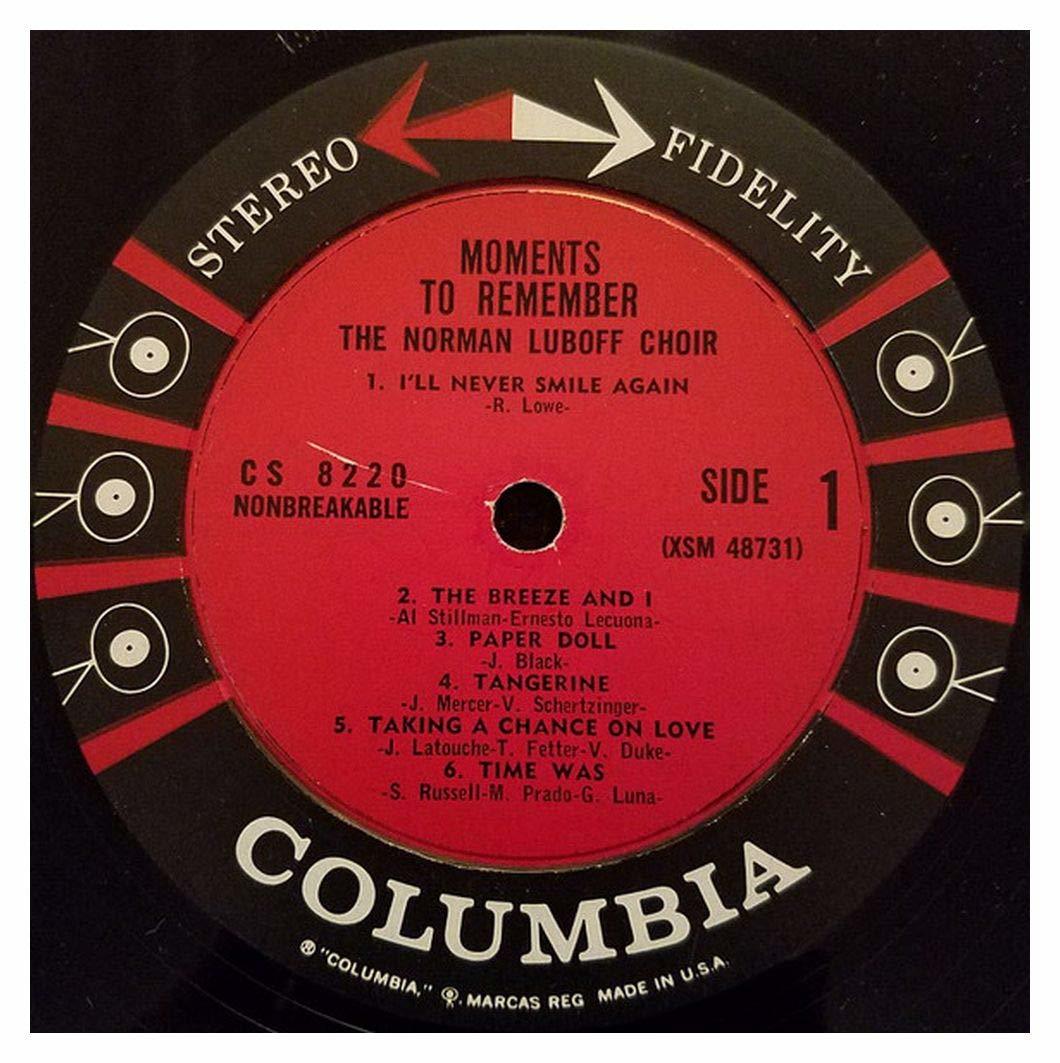 STEREO FIDELITY
MOMENTS
TO REMEMBER
THE NORMAN LUBOFF CHOIR
1. I'LL NEVER SMILE AGAIN
-R. Lowe-
CS 8220
NONBREAKABLE
SIDE 1
(XSM 48731)
2. THE BREEZE AND I
-Al Stillman-Ernesto Lecuona-
3. PAPER DOLL
-J. Black-
4. TANGERINE
-J. Mercer-V. Schertzinger-
5. TAKING A CHANCE ON LOVE
-J. Latouche-T. Fetter-V. Duke-
6. TIME WAS
-S. Russell-M. Prado-G. Luna-
COLUMBIA
® "COLUMBIA," MARCAS REG MADE IN U.S.A.